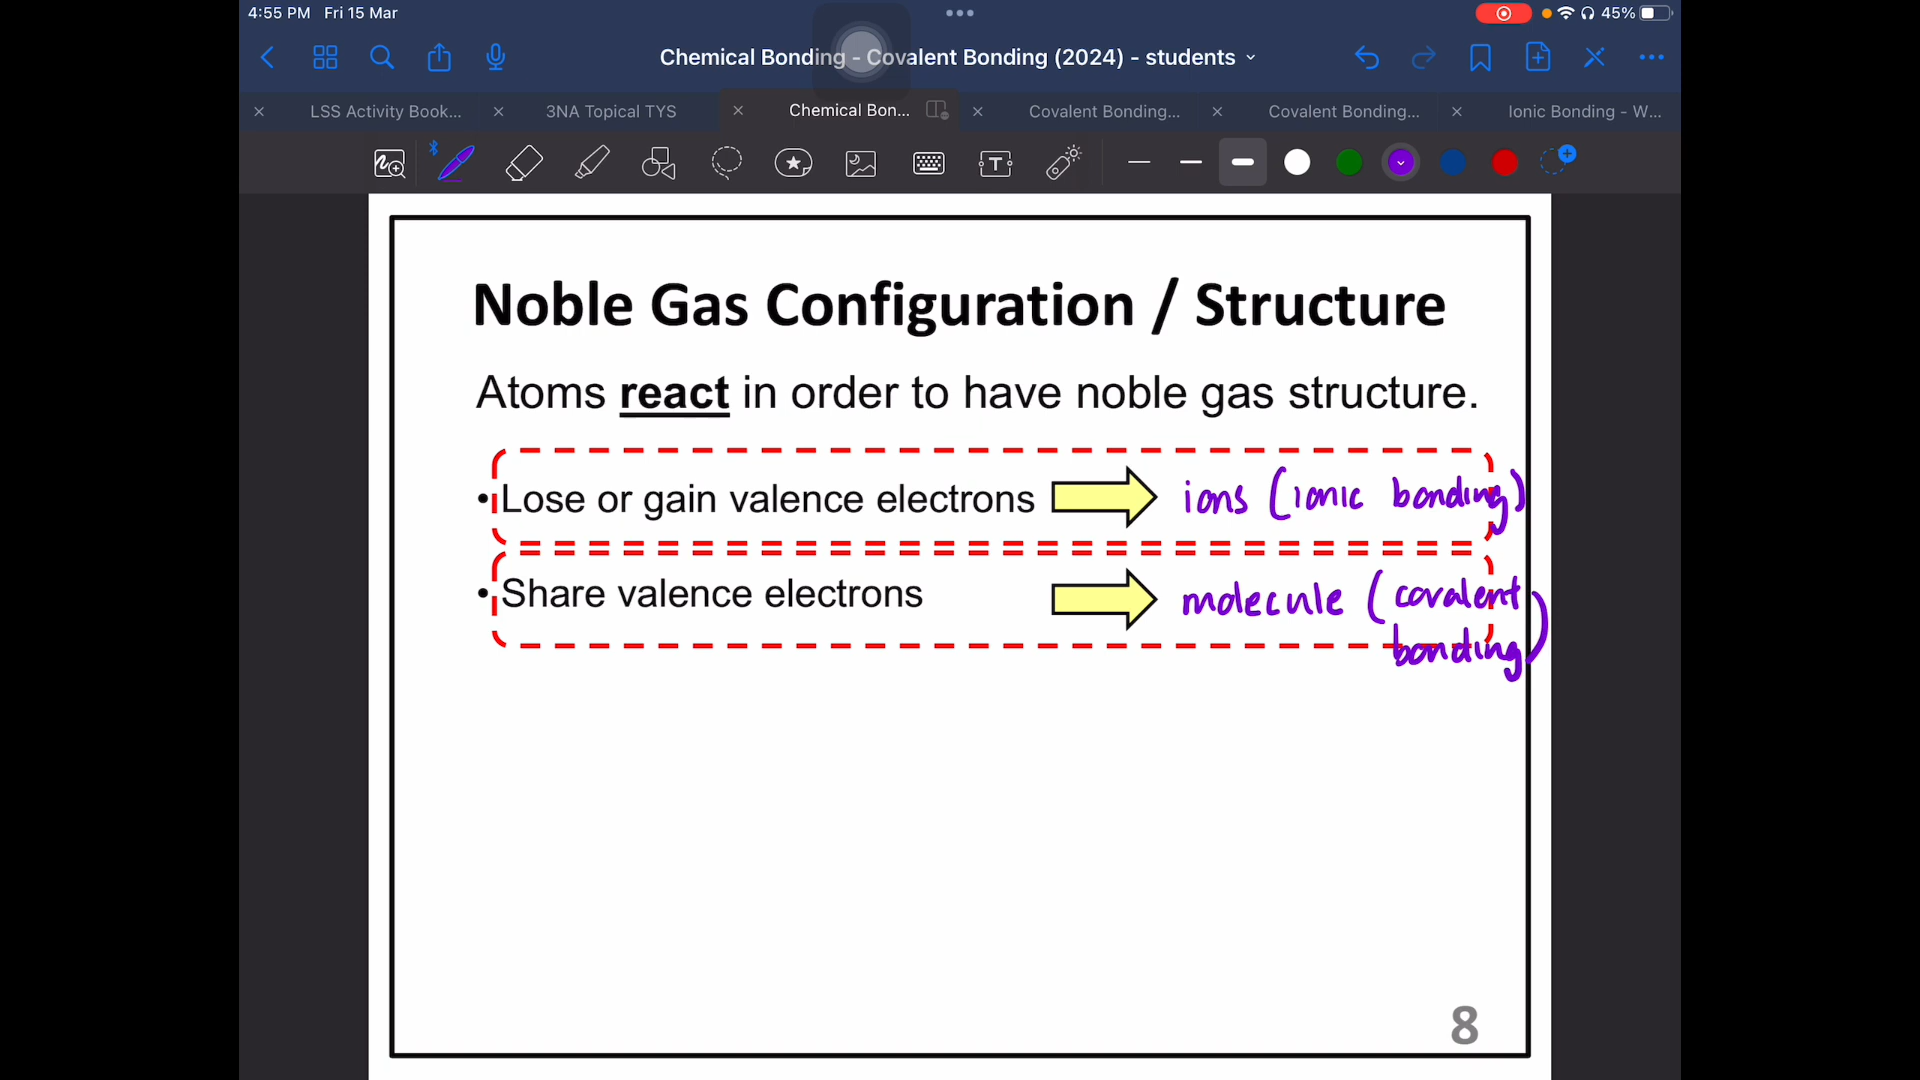 4:55 PM Fri 15 Mar 45%
Chemical Bonding - Covalent Bonding (2024) - students
LSS Activity Book... 3NA Topical TYS Chemical Bon... Covalent Bonding... Covalent Bonding... Ionic Bonding - W...
Noble Gas Configuration / Structure
Atoms react in order to have noble gas structure.
• Lose or gain valence electrons ions (ionic bonding)
• Share valence electrons molecule (covalent
bonding)
8